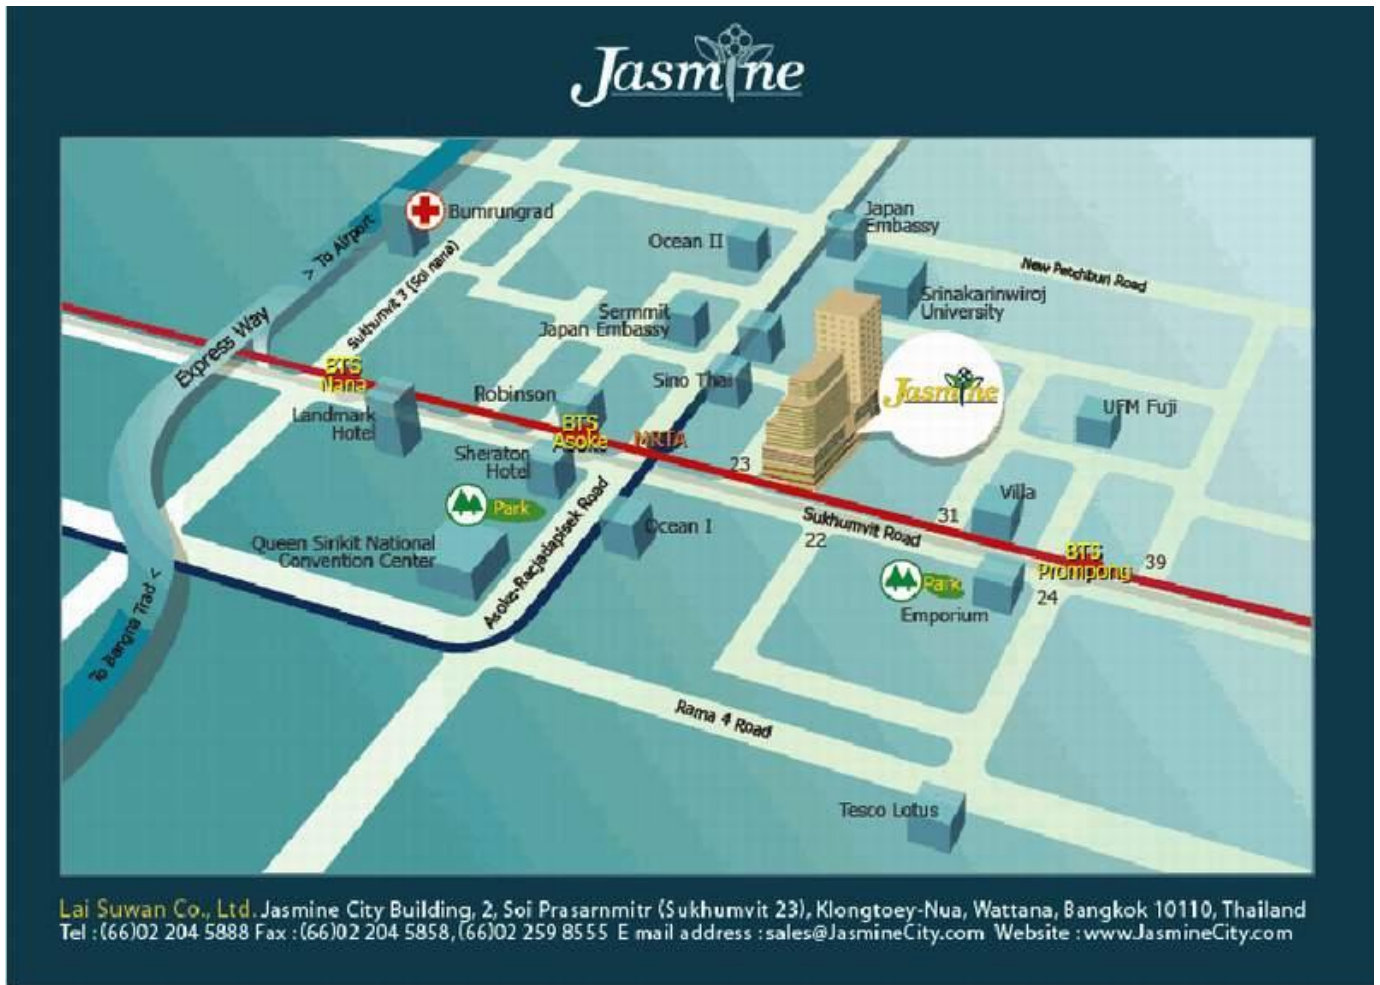 Jasmine
Bumrungrad
> To Airport
Sukhumvit 3 (Soi nana)
Express Way
Japan
Embassy
Ocean II
New Petchburi Road
Srinakarinwiroj
University
Sermmit
Japan Embassy
BTS
Nana
Landmark
Hotel
Robinson
Sino Thai
Jasmine
UFM Fuji
BTS
Asoke
Asoke
MRTA
Sheraton
Hotel
23
Park
Villa
Ocean I
31
Sukhumvit Road
22
Queen Sirikit National
Convention Center
Asoke-Racjadapisek Road
BTS
Prompong
39
Park
24
Emporium
To Bangna Trad <
Rama 4 Road
Tesco Lotus
Lai Suwan Co., Ltd. Jasmine City Building, 2, Soi Prasarnmitr (Sukhumvit 23), Klongtoey-Nua, Wattana, Bangkok 10110, Thailand
Tel :(66)02 204 5888 Fax :(66)02 204 5858, (66)02 259 8555 E mail address :sales@JasmineCity.com Website :www.JasmineCity.com